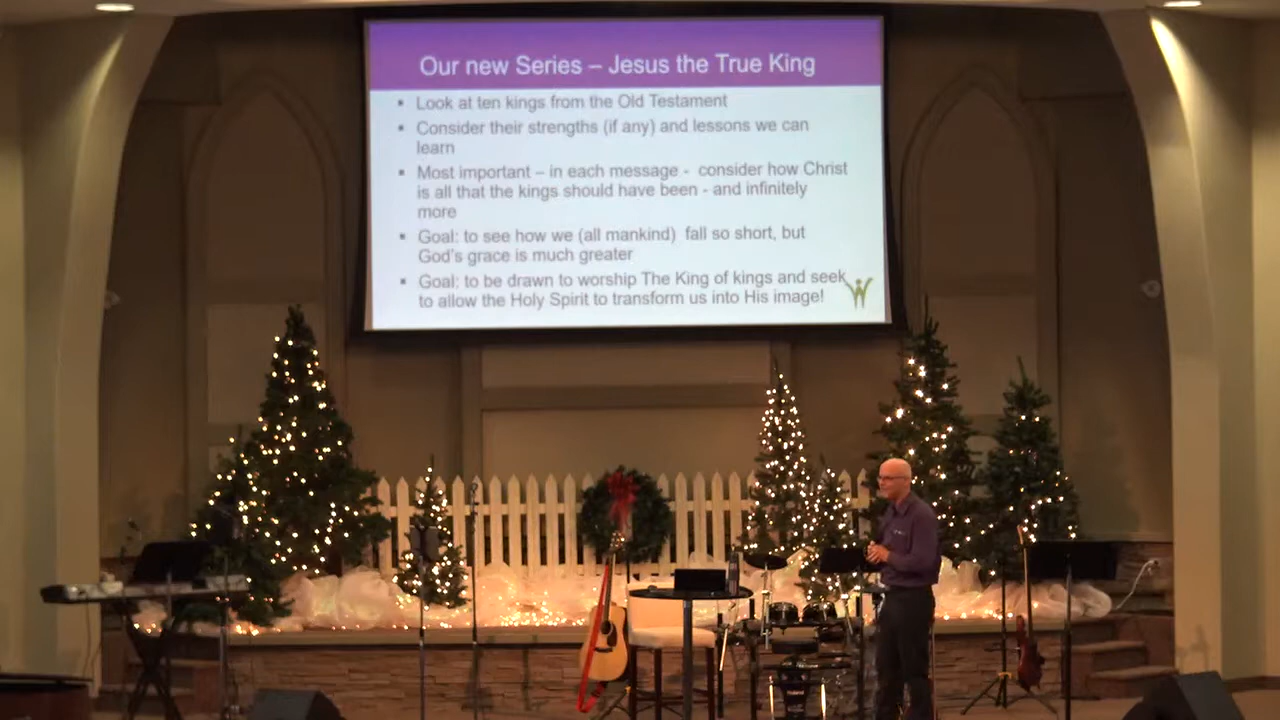 Our new Series – Jesus the True King
▪ Look at ten kings from the Old Testament
▪ Consider their strengths (if any) and lessons we can
learn
▪ Most important – in each message - consider how Christ
is all that the kings should have been - and infinitely
more
▪ Goal: to see how we (all mankind) fall so short, but
God's grace is much greater
▪ Goal: to be drawn to worship The King of kings and seek
to allow the Holy Spirit to transform us into His image!